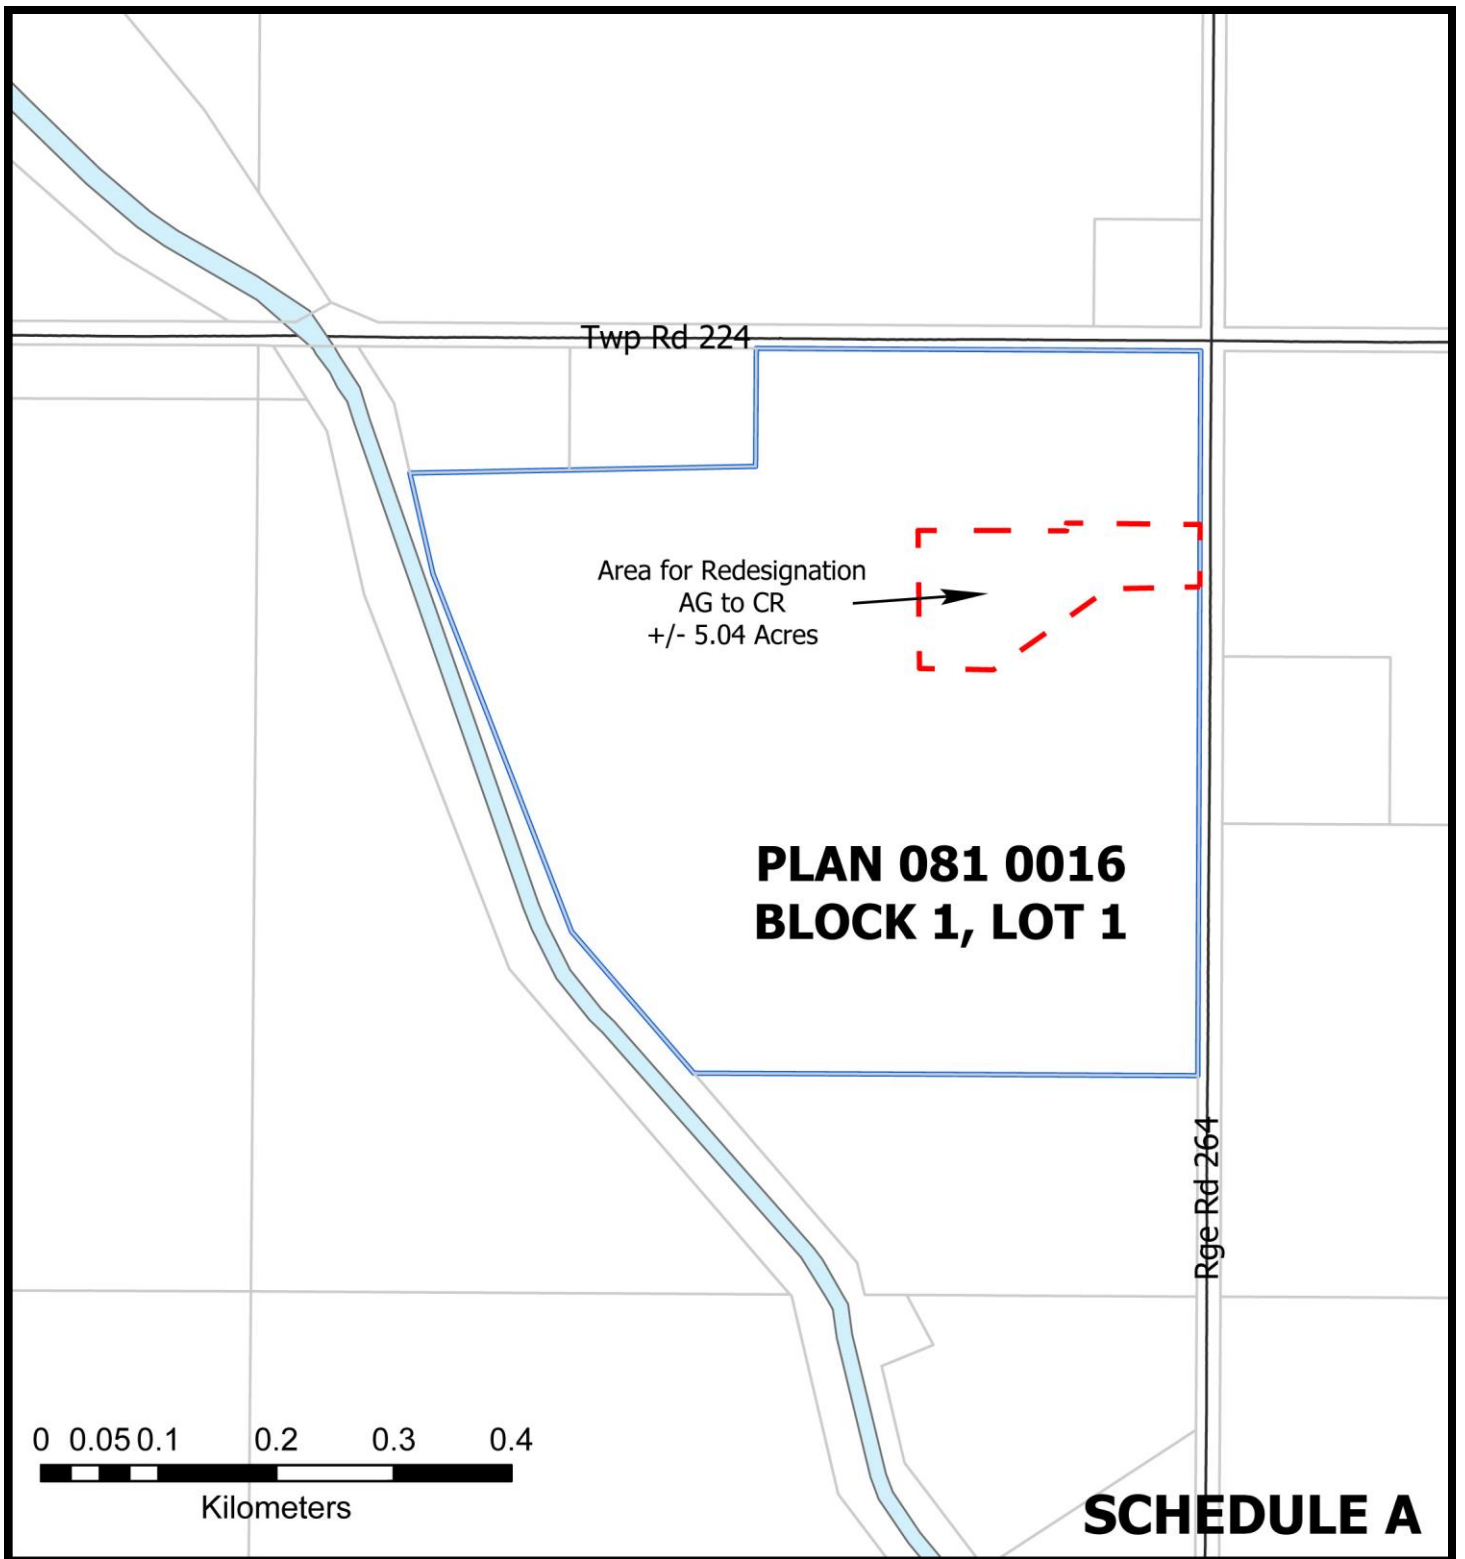 Twp Rd 224
Area for Redesignation
AG to CR
+/- 5.04 Acres
PLAN 081 0016
BLOCK 1, LOT 1
Rge Rd 264
0 0.05 0.1 0.2 0.3 0.4
Kilometers
SCHEDULE A